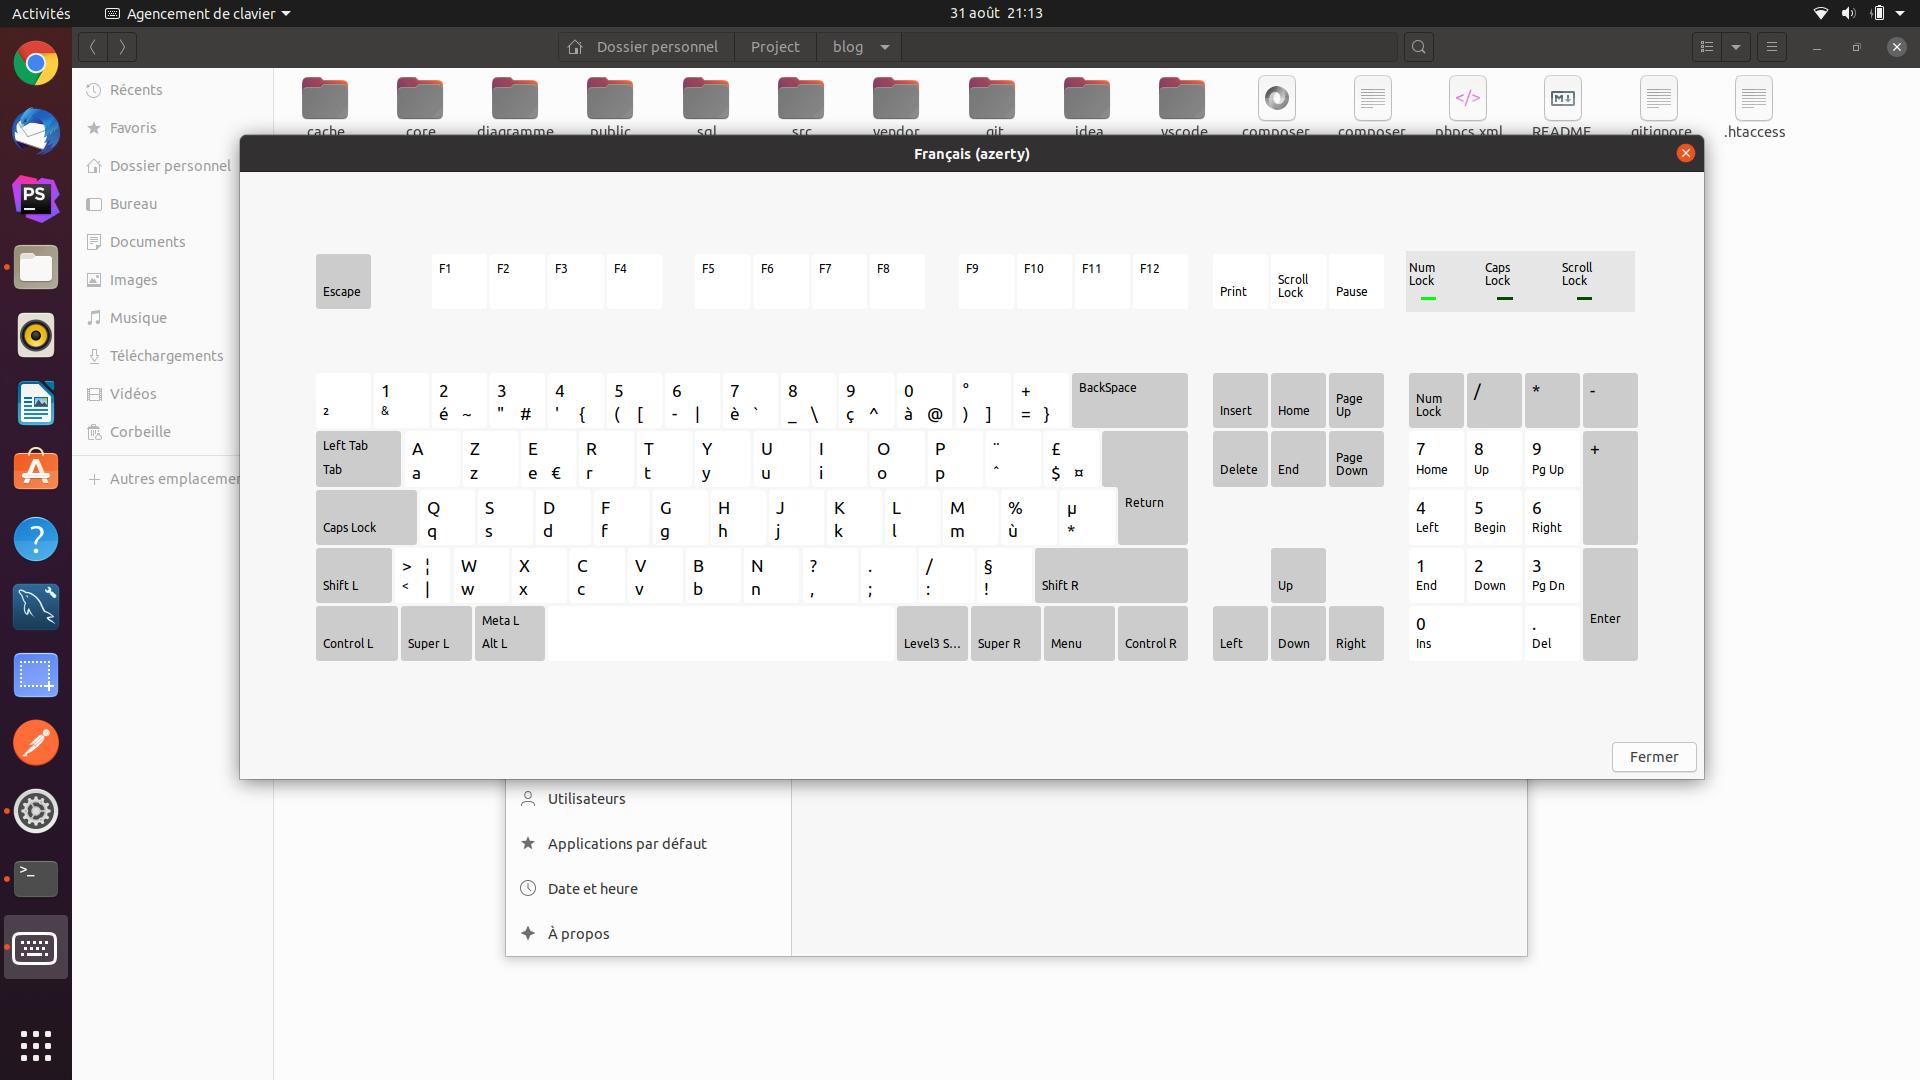 Activités Agencement de clavier 31 août 21:13
Dossier personnel Project blog
Récents
Favoris
Dossier personnel
Bureau
Documents
Images
Musique
Téléchargements
Vidéos
Corbeille
Autres emplacemen
cache core diagramme public sql src vendor .git .idea .vscode composer. composer. phpcs.xml README. .gitignore .htaccess
Français (azerty)
Escape F1 F2 F3 F4 F5 F6 F7 F8 F9 F10 F11 F12 Print Scroll Lock Pause
Num Lock Caps Lock Scroll Lock
1 2 3 4 5 6 7 8 9 0 ° + BackSpace
² & é ~ " # ' { ( [ - | è ` _ \ ç ^ à @ ) ] = }
Insert Home Page Up
Num Lock / * -
Left Tab A Z E R T Y U I O P ¨ £
Tab a z e € r t y u i o p ˆ $ ¤
Return
Delete End Page Down
7 8 9 +
Home Up Pg Up
Caps Lock Q S D F G H J K L M % µ
q s d f g h j k l m ù *
4 5 6
Left Begin Right
Shift L > ¦ W X C V B N ? . / § Shift R
< | w x c v b n , ; : !
Up
1 2 3
End Down Pg Dn
Enter
Control L Super L Meta L
Alt L
Level3 S... Super R Menu Control R
Left Down Right
0 .
Ins Del
Fermer
Utilisateurs
Applications par défaut
Date et heure
À propos
PS
>_
?